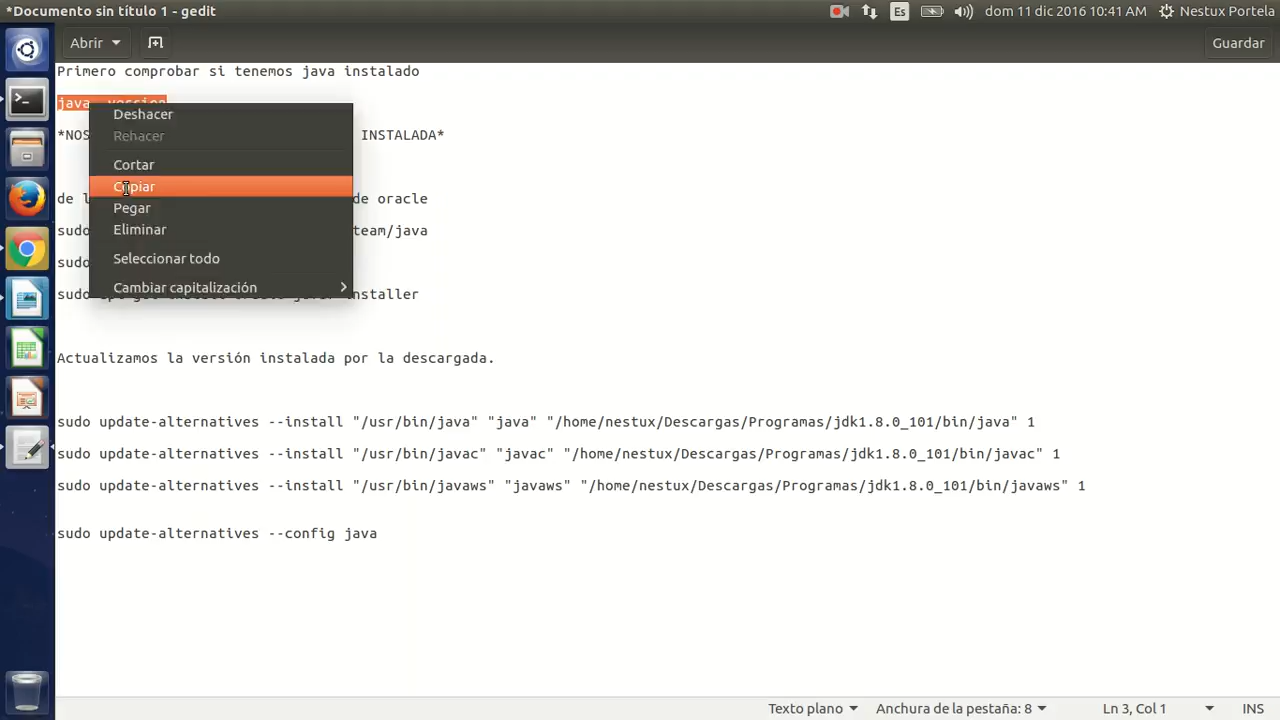 *Documento sin título 1 - gedit
Es
dom 11 dic 2016 10:41 AM
Nestux Portela
Abrir
Guardar
Primero comprobar si tenemos java instalado
java -version
*NOS INSTALADA*
de l de oracle
sudo team/java
sudo
sudo installer
Deshacer
Rehacer
Cortar
Copiar
Pegar
Eliminar
Seleccionar todo
Cambiar capitalización
Actualizamos la versión instalada por la descargada.
sudo update-alternatives --install "/usr/bin/java" "java" "/home/nestux/Descargas/Programas/jdk1.8.0_101/bin/java" 1
sudo update-alternatives --install "/usr/bin/javac" "javac" "/home/nestux/Descargas/Programas/jdk1.8.0_101/bin/javac" 1
sudo update-alternatives --install "/usr/bin/javaws" "javaws" "/home/nestux/Descargas/Programas/jdk1.8.0_101/bin/javaws" 1
sudo update-alternatives --config java
Texto plano
Anchura de la pestaña: 8
Ln 3, Col 1
INS